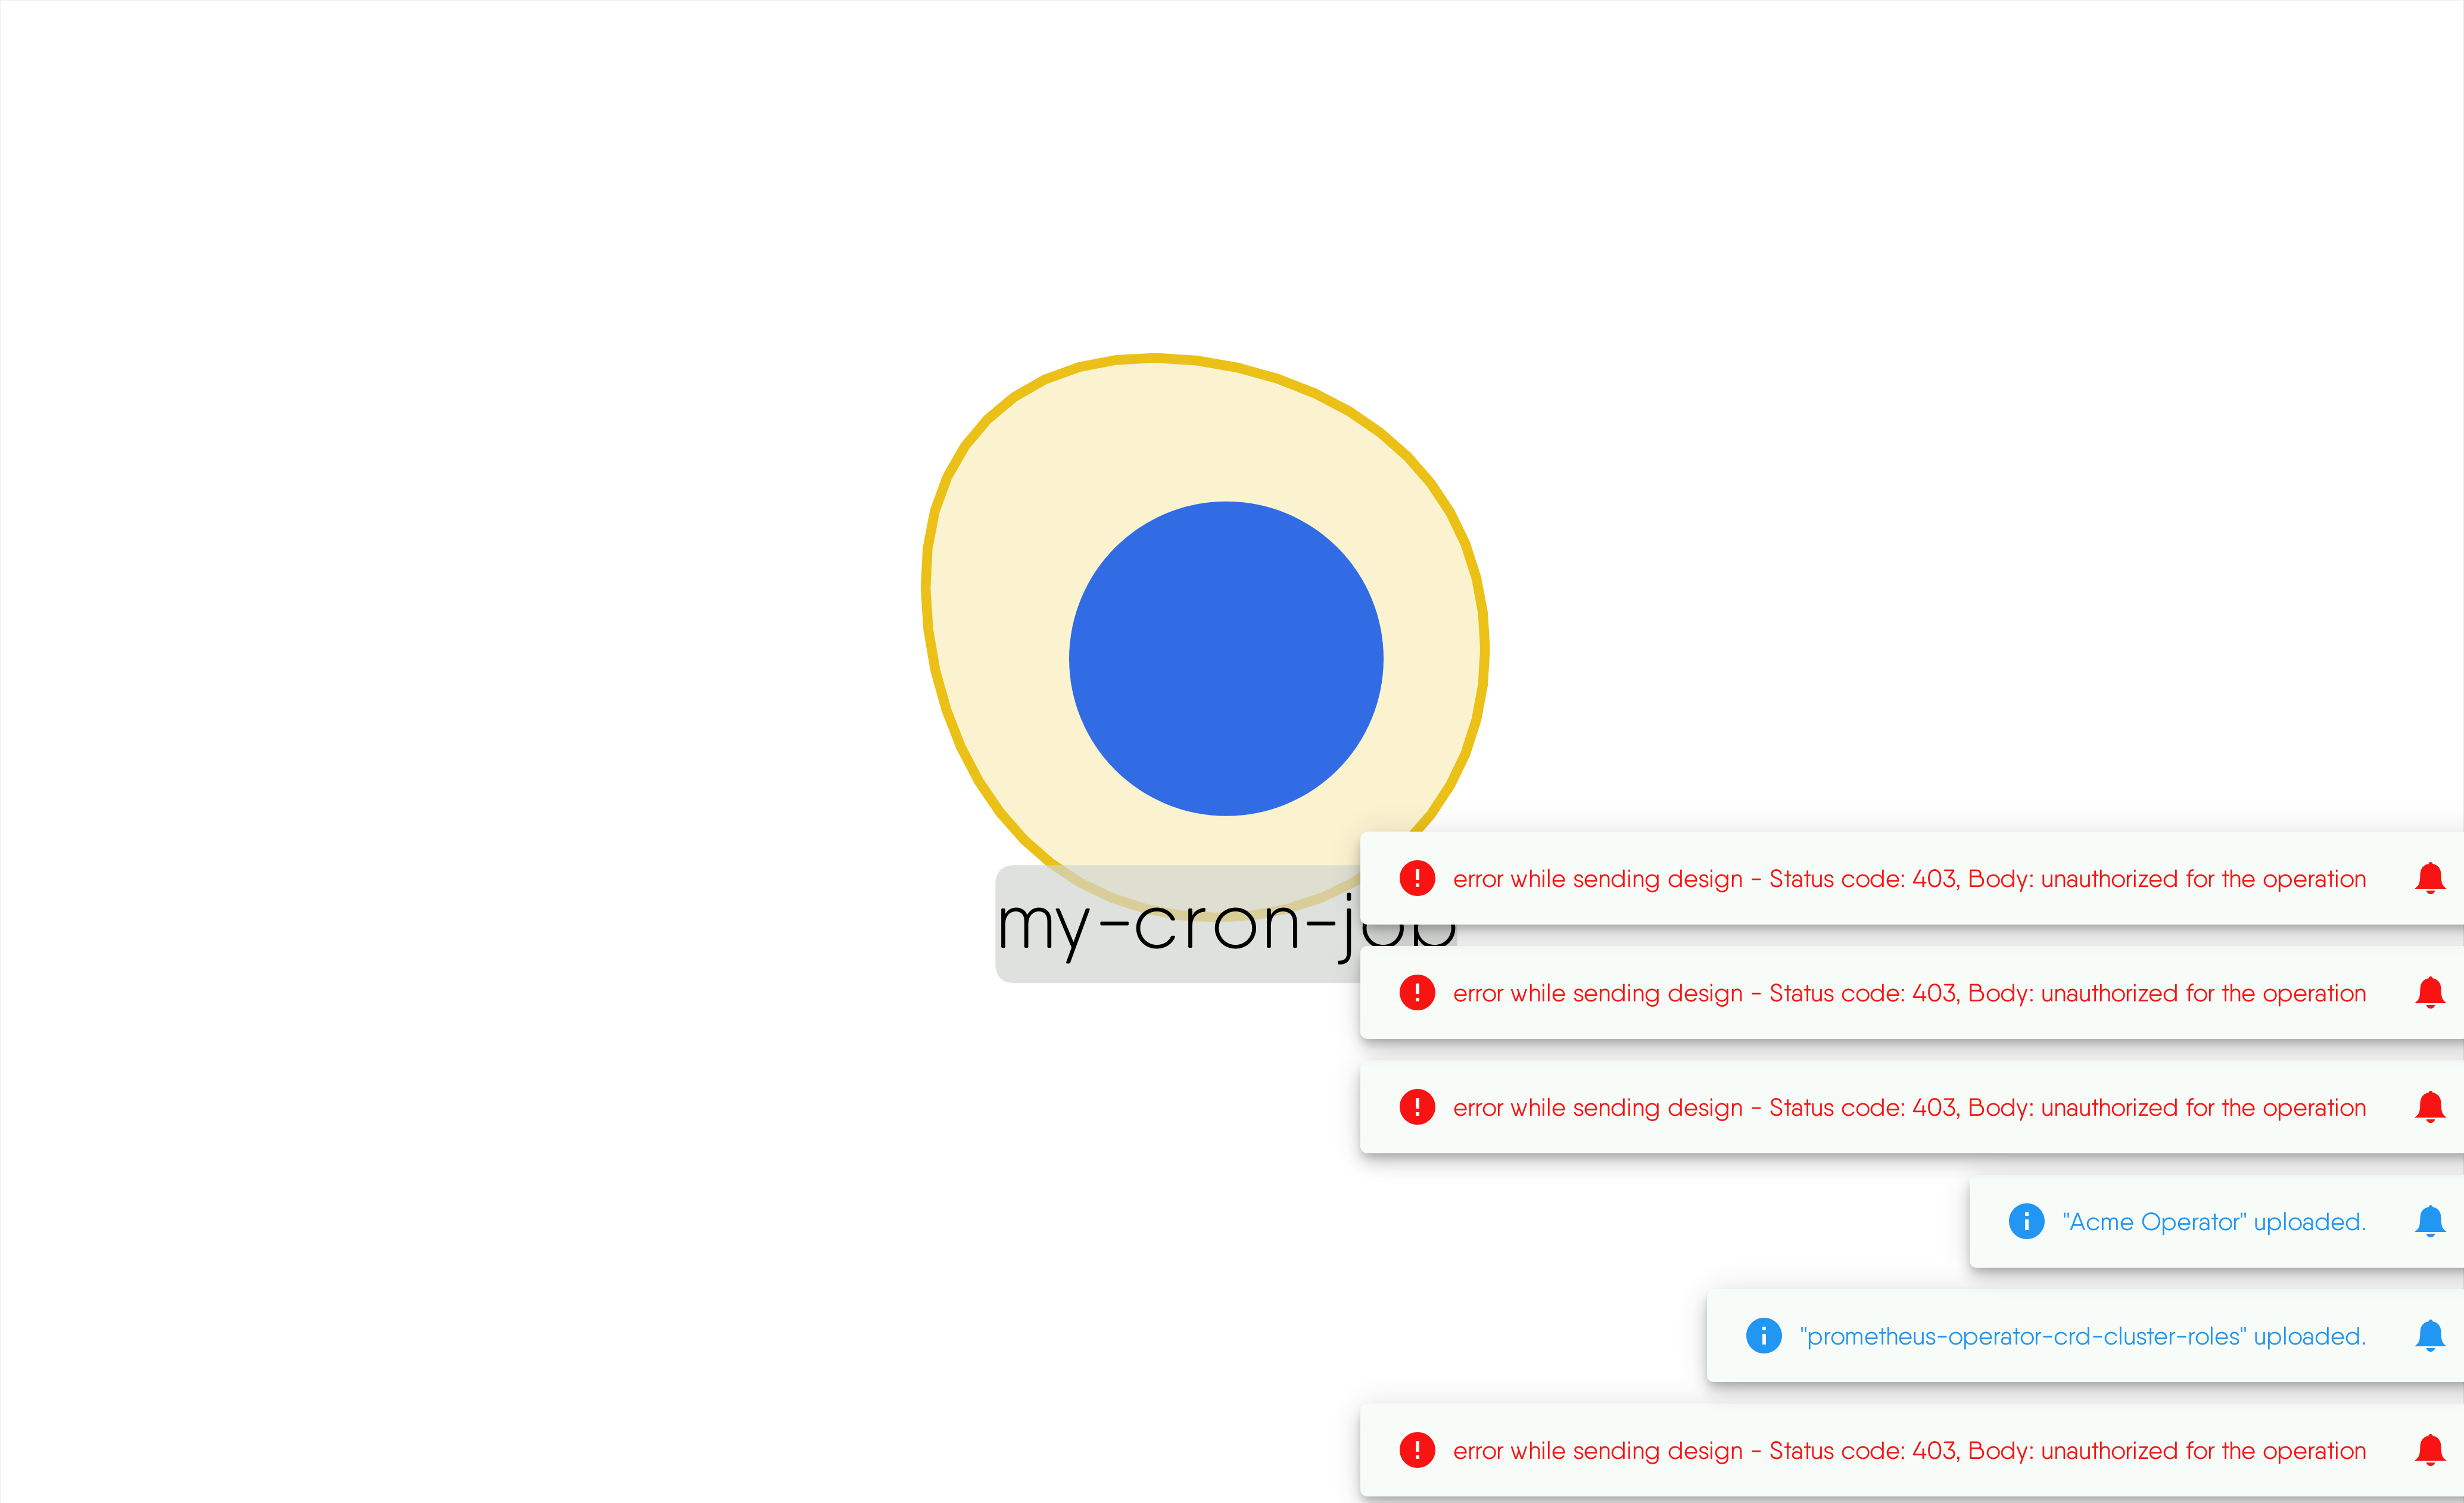 my-cron-job
error while sending design - Status code: 403, Body: unauthorized for the operation
error while sending design - Status code: 403, Body: unauthorized for the operation
error while sending design - Status code: 403, Body: unauthorized for the operation
"Acme Operator" uploaded.
"prometheus-operator-crd-cluster-roles" uploaded.
error while sending design - Status code: 403, Body: unauthorized for the operation